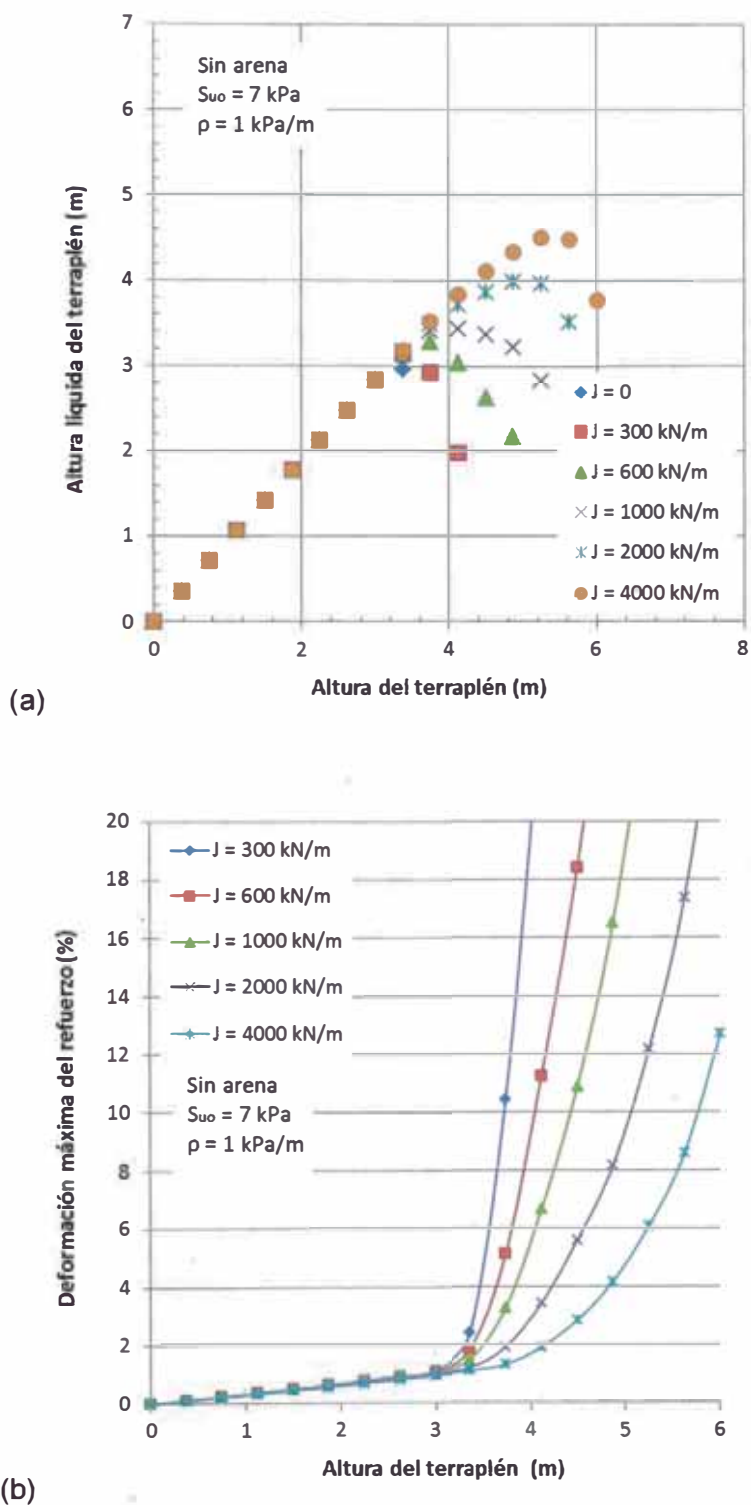 7
6
5
4
3
2
1
0
Altura líquida del terraplén (m)
Sin arena
Suo = 7 kPa
ρ = 1 kPa/m
J = 0
J = 300 kN/m
J = 600 kN/m
J = 1000 kN/m
J = 2000 kN/m
J = 4000 kN/m
0 2 4 6 8
Altura del terraplén (m)
(a)
20
18
16
14
12
10
8
6
4
2
0
Deformación máxima del refuerzo (%)
J = 300 kN/m
J = 600 kN/m
J = 1000 kN/m
J = 2000 kN/m
J = 4000 kN/m
Sin arena
Suo = 7 kPa
ρ = 1 kPa/m
0 1 2 3 4 5 6
Altura del terraplén (m)
(b)